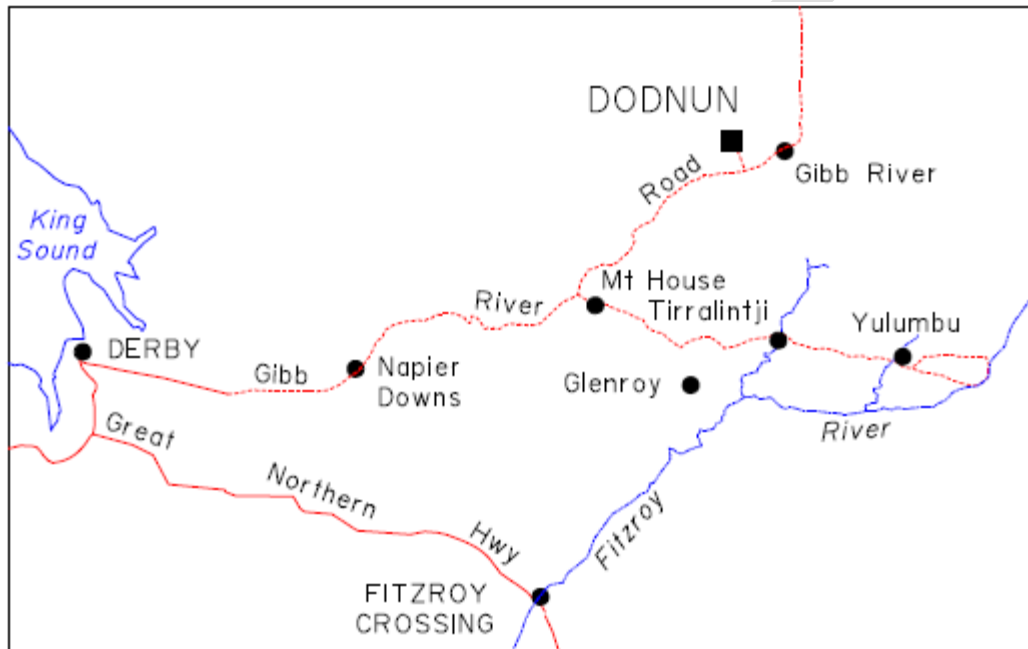 DODNUN
Road
Gibb River
King
Sound
Mt House
River
Tirralintji
Yulumbu
DERBY
Gibb
Napier
Downs
Glenroy
River
Great
Northern
Hwy
Fitzroy
FITZROY
CROSSING